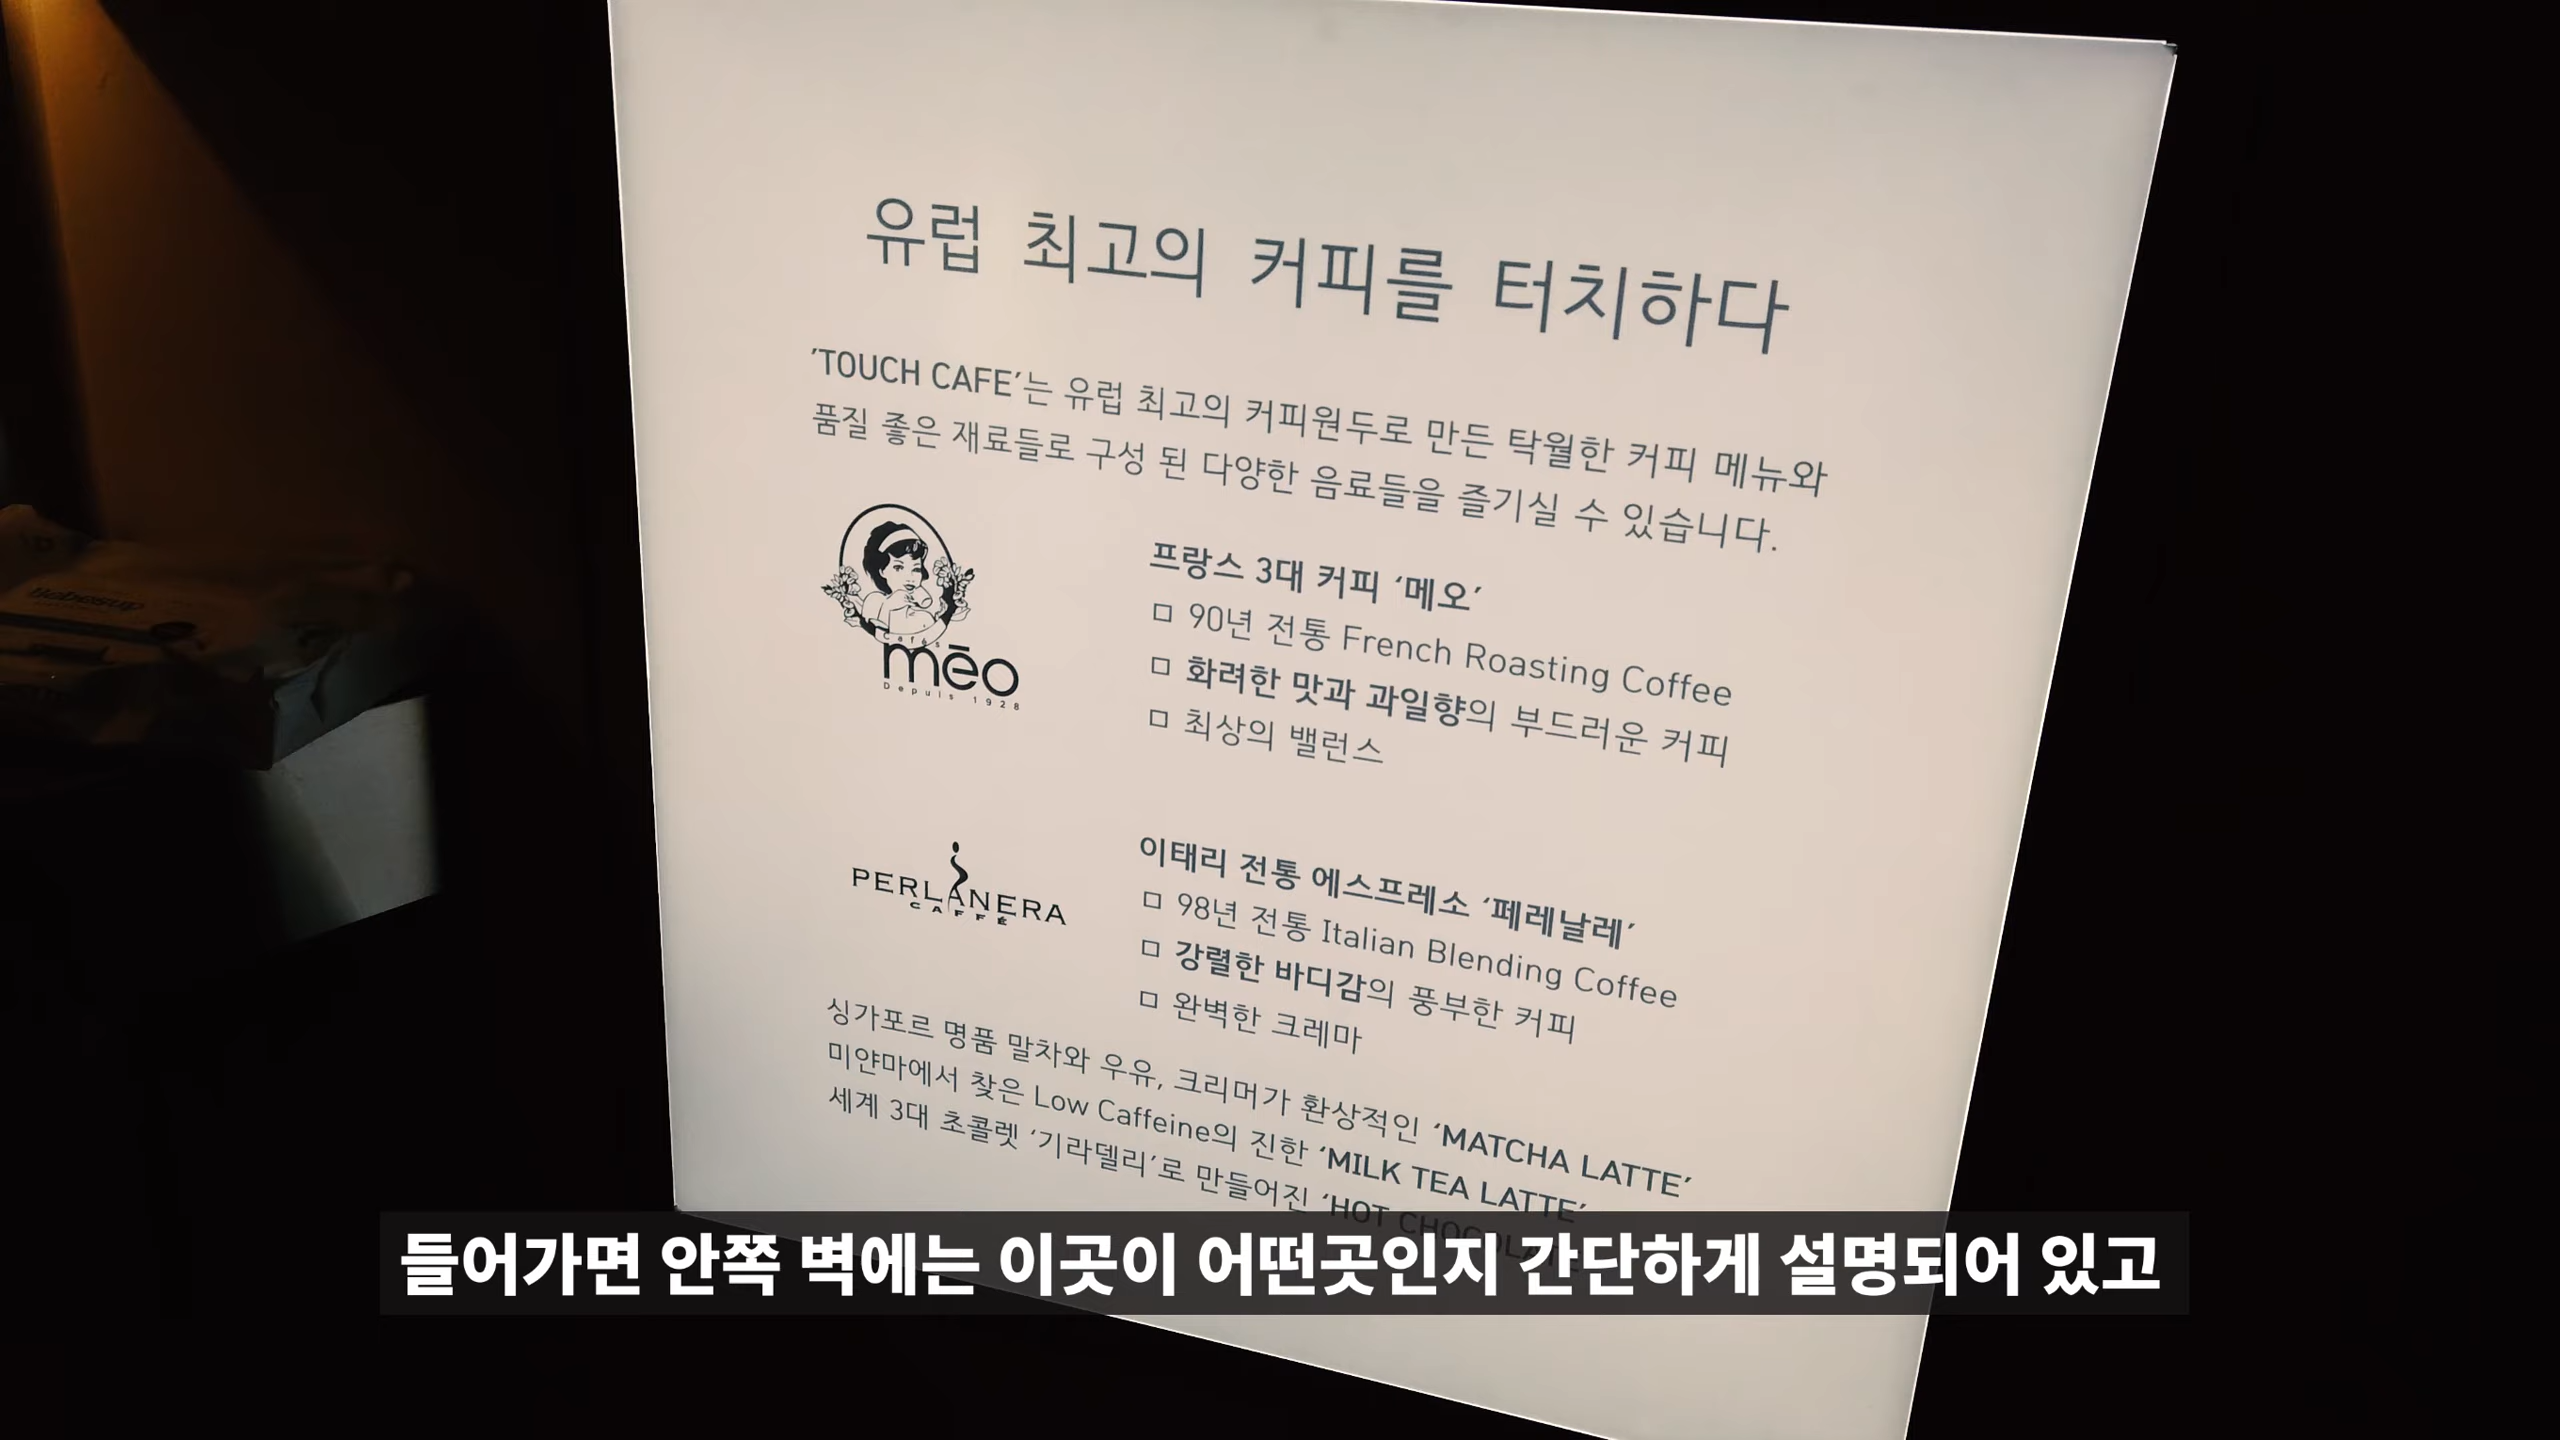 유럽 최고의 커피를 터치하다
'TOUCH CAFE'는 유럽 최고의 커피원두로 만든 탁월한 커피 메뉴와
품질 좋은 재료들로 구성 된 다양한 음료들을 즐기실 수 있습니다.
Cafés
mēo
Depuis 1928
프랑스 3대 커피 '메오'
□ 90년 전통 French Roasting Coffee
□ 화려한 맛과 과일향의 부드러운 커피
□ 최상의 밸런스
PERLANERA
CAFFÈ
이태리 전통 에스프레소 '페레날레'
□ 98년 전통 Italian Blending Coffee
□ 강렬한 바디감의 풍부한 커피
□ 완벽한 크레마
싱가포르 명품 말차와 우유, 크리머가 환상적인 'MATCHA LATTE'
미얀마에서 찾은 Low Caffeine의 진한 'MILK TEA LATTE'
세계 3대 초콜렛 '기라델리'로 만들어진 'HOT CHOCOLATE
들어가면 안쪽 벽에는 이곳이 어떤곳인지 간단하게 설명되어 있고